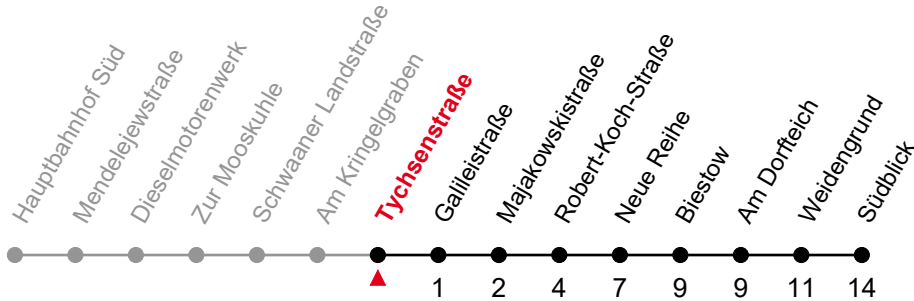 Hauptbahnhof Süd
Mendelejewstraße
Dieselmotorenwerk
Zur Mooskuhle
Schwaaner Landstraße
Am Kringelgraben
Tychsenstraße
Galileistraße
Majakowskistraße
Robert-Koch-Straße
Neue Reihe
Biestow
Am Dorfteich
Weidengrund
Südblick
1 2 4 7 9 9 11 14